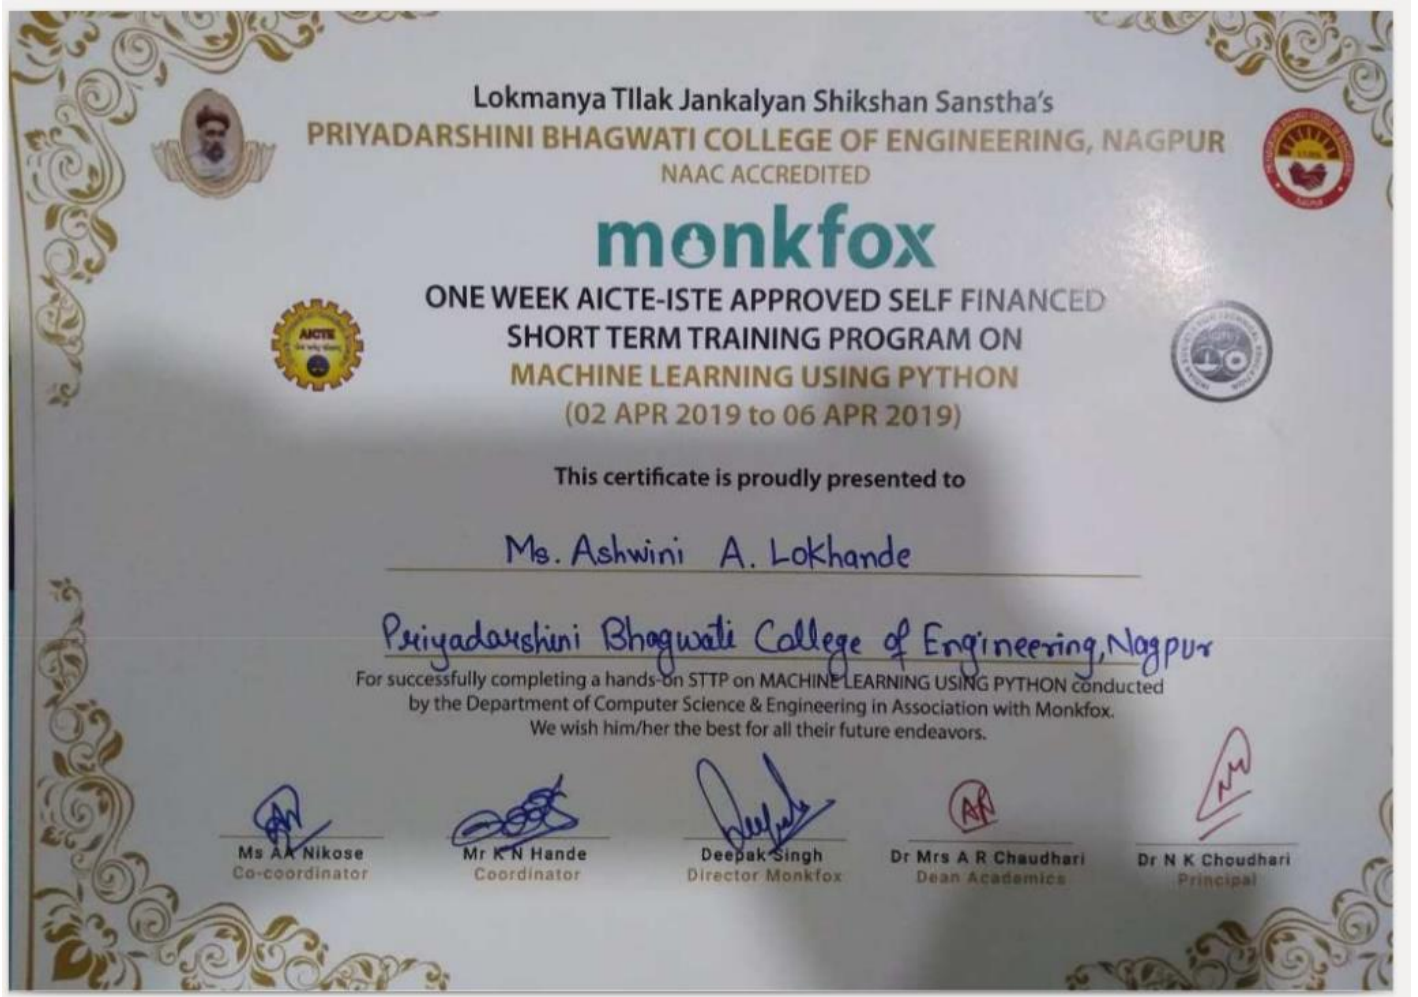 Lokmanya TIlak Jankalyan Shikshan Sanstha's
PRIYADARSHINI BHAGWATI COLLEGE OF ENGINEERING, NAGPUR
NAAC ACCREDITED
monkfox
ONE WEEK AICTE-ISTE APPROVED SELF FINANCED
SHORT TERM TRAINING PROGRAM ON
MACHINE LEARNING USING PYTHON
(02 APR 2019 to 06 APR 2019)
AICTE
This certificate is proudly presented to
Ms. Ashwini A. Lokhande
Priyadarshini Bhagwati College of Engineering, Nagpur
For successfully completing a hands-on STTP on MACHINE LEARNING USING PYTHON conducted
by the Department of Computer Science & Engineering in Association with Monkfox.
We wish him/her the best for all their future endeavors.
Ms AA Nikose
Co-coordinator
Mr K N Hande
Coordinator
Deepak Singh
Director Monkfox
Dr Mrs A R Chaudhari
Dean Academics
Dr N K Choudhari
Principal